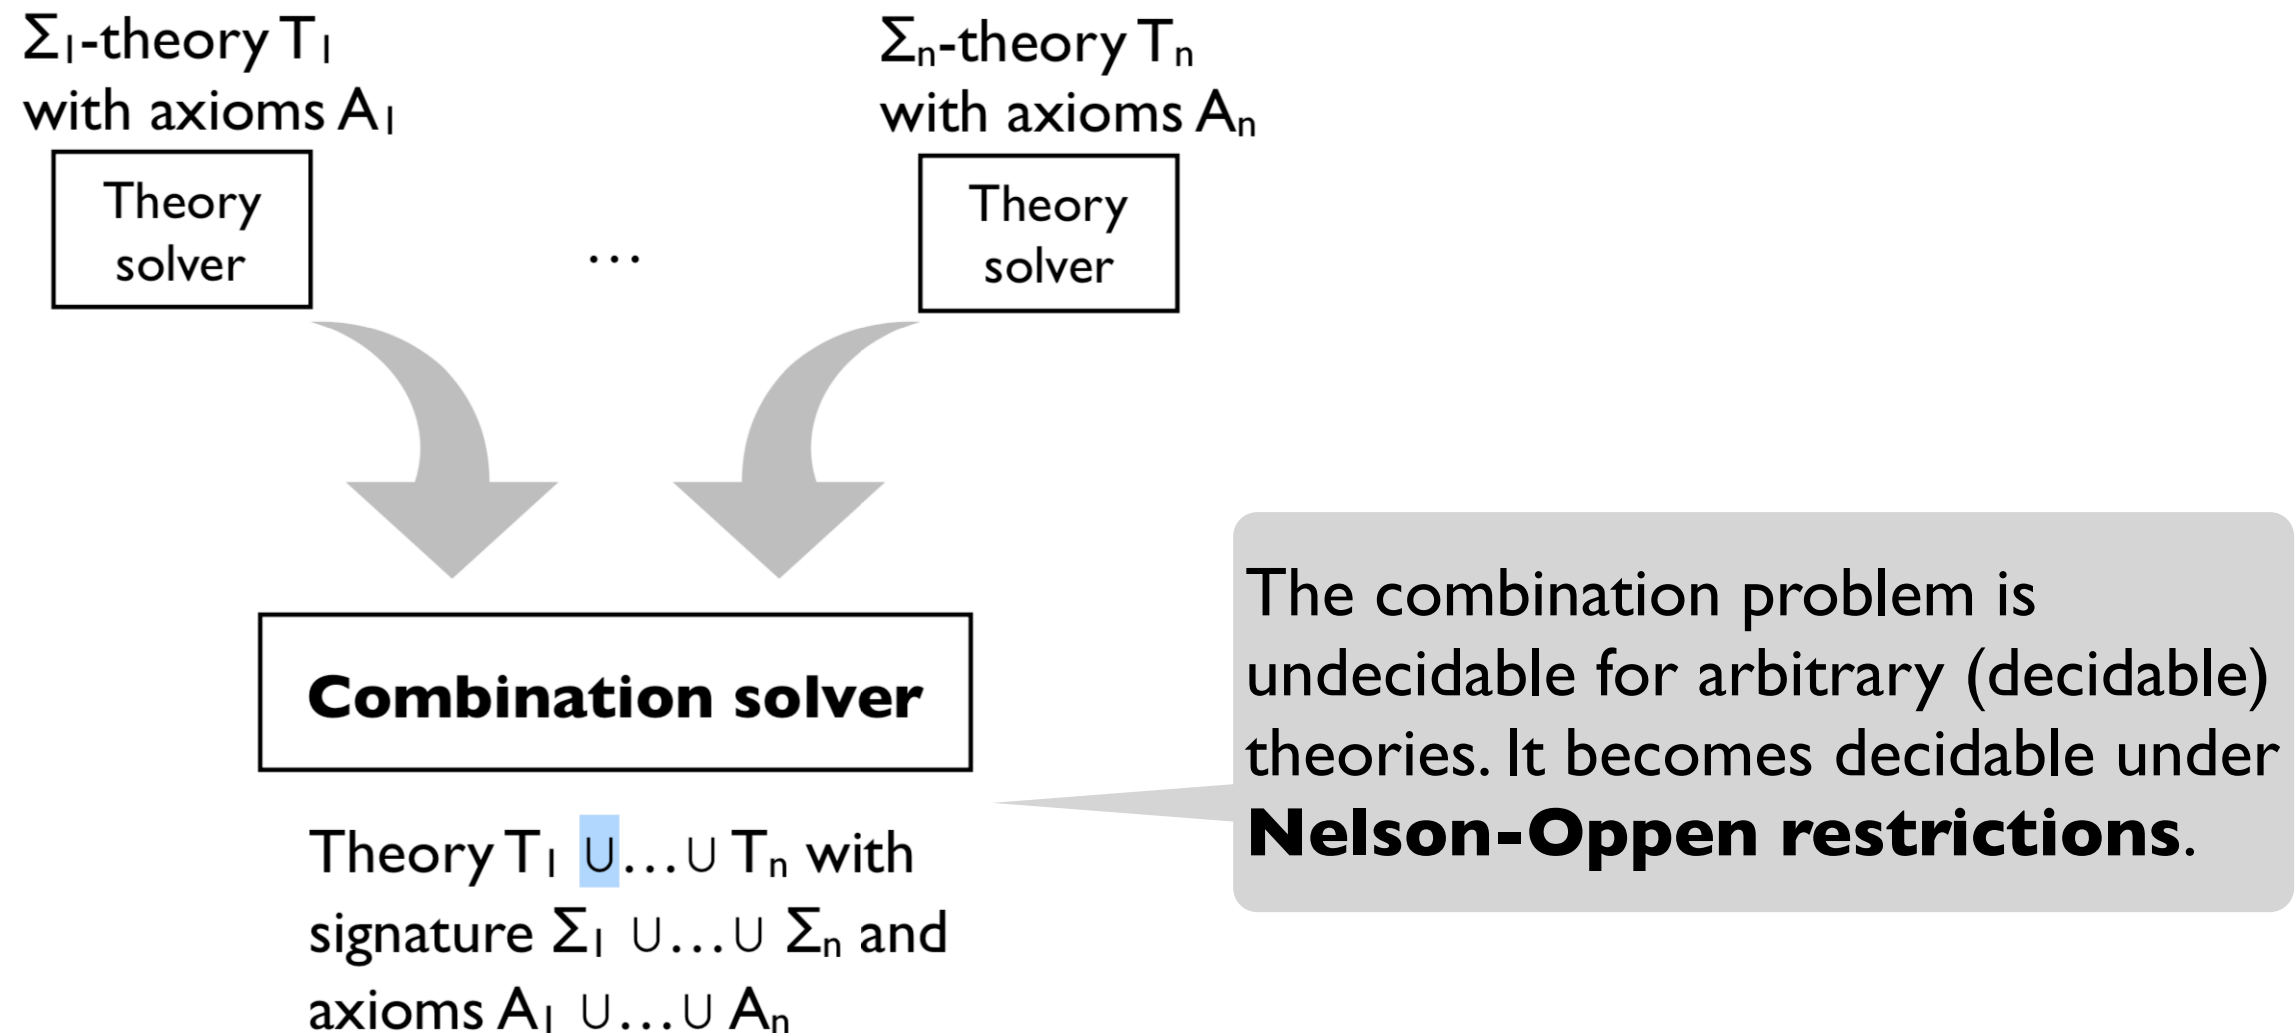 Σ₁-theory T₁
with axioms A₁
Theory
solver
…
Σₙ-theory Tₙ
with axioms Aₙ
Theory
solver
Combination solver
Theory T₁ ∪…∪ Tₙ with
signature Σ₁ ∪…∪ Σₙ and
axioms A₁ ∪…∪ Aₙ
The combination problem is
undecidable for arbitrary (decidable)
theories. It becomes decidable under
Nelson-Oppen restrictions.